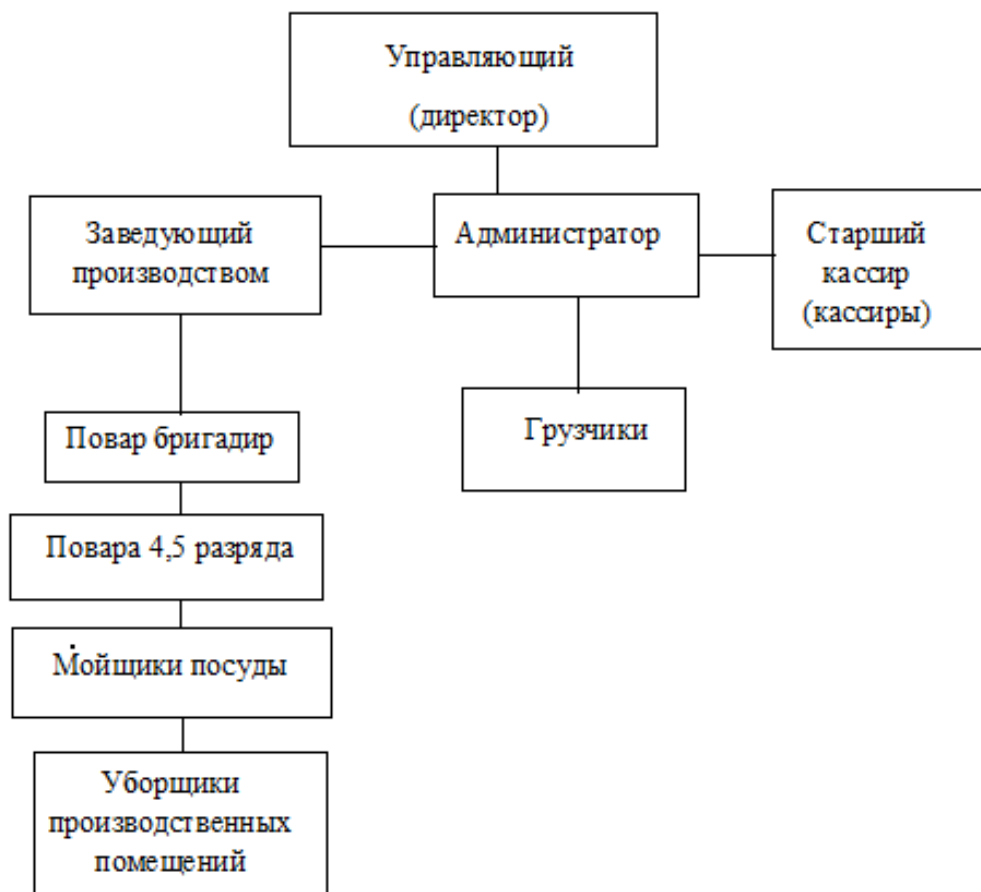 Управляющий
(директор)
Заведующий
производством
Администратор
Старший
кассир
(кассиры)
Повар бригадир
Грузчики
Повара 4,5 разряда
Мойщики посуды
Уборщики
производственных
помещений